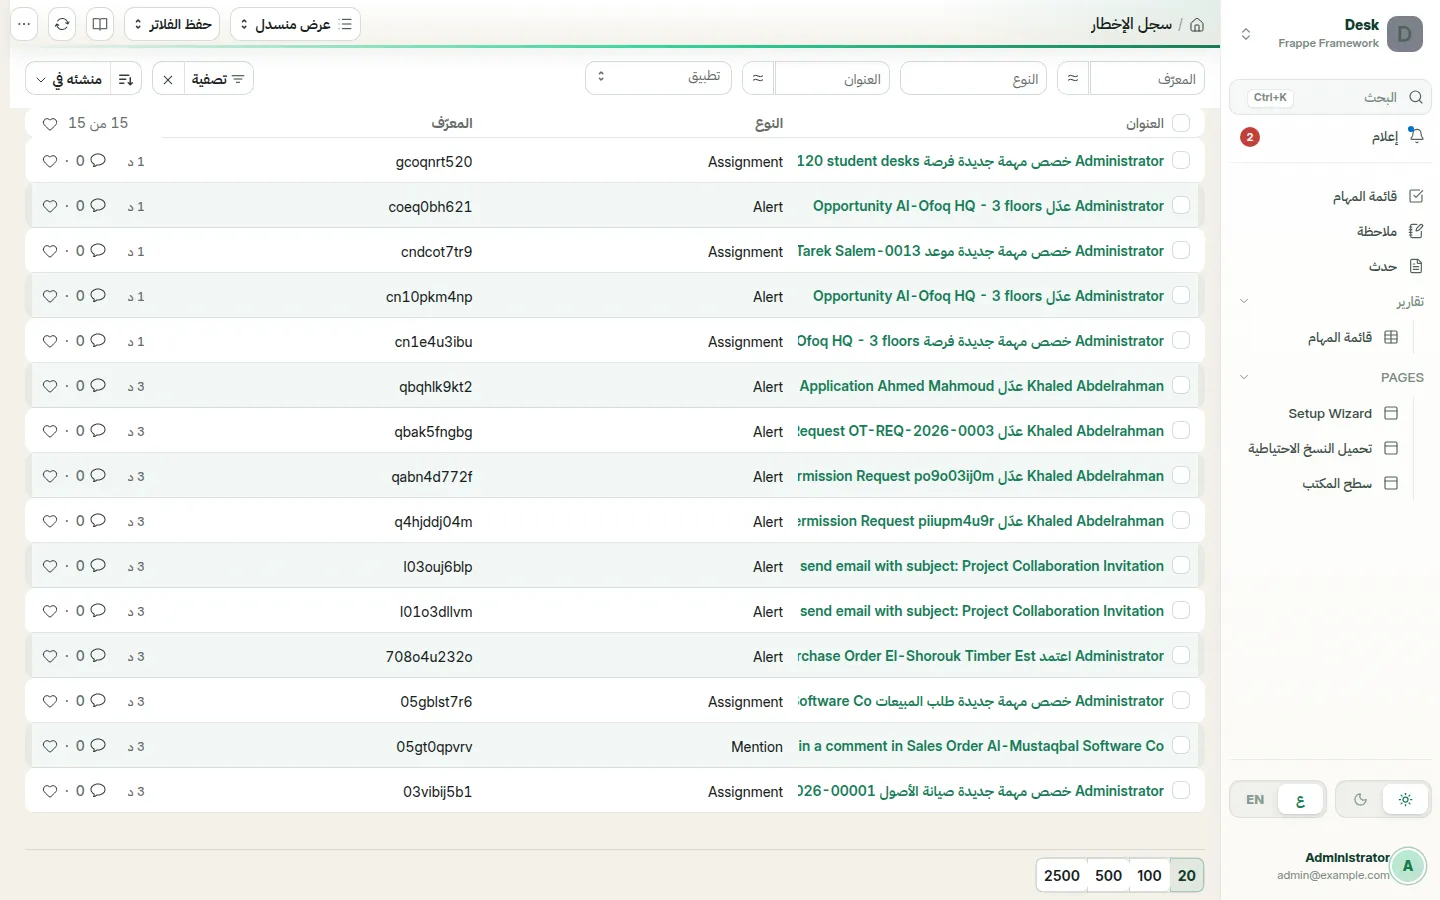 Desk
Frappe Framework
البحث
Ctrl+K
إعلام
2
قائمة المهام
ملاحظة
حدث
تقارير
قائمة المهام
PAGES
Setup Wizard
تحميل النسخ الاحتياطية
سطح المكتب
ع
EN
A
Administrator
admin@example.com
سجل الإخطار /
عرض منسدل
حفظ الفلاتر
المعرّف
≈
النوع
العنوان
≈
تطبيق
تصفية
منشئه في
العنوان
النوع
المعرّف
15 من 15
Administrator خصص مهمة جديدة فرصة 120 student desks
Assignment
gcoqnrt520
1 د
0
Administrator عدّل Opportunity Al-Ofoq HQ - 3 floors
Alert
coeq0bh621
1 د
0
Administrator خصص مهمة جديدة موعد Tarek Salem-0013
Assignment
cndcot7tr9
1 د
0
Administrator عدّل Opportunity Al-Ofoq HQ - 3 floors
Alert
cn10pkm4np
1 د
0
Administrator خصص مهمة جديدة فرصة Ofoq HQ - 3 floors
Assignment
cn1e4u3ibu
1 د
0
Khaled Abdelrahman عدّل Application Ahmed Mahmoud
Alert
qbqhlk9kt2
3 د
0
Khaled Abdelrahman عدّل Request OT-REQ-2026-0003
Alert
qbak5fngbg
3 د
0
Khaled Abdelrahman عدّل rmission Request po9o03ij0m
Alert
qabn4d772f
3 د
0
Khaled Abdelrahman عدّل ermission Request piiupm4u9r
Alert
q4hjddj04m
3 د
0
send email with subject: Project Collaboration Invitation
Alert
l03ouj6blp
3 د
0
send email with subject: Project Collaboration Invitation
Alert
l01o3dllvm
3 د
0
Administrator اعتمد rchase Order El-Shorouk Timber Est
Alert
708o4u232o
3 د
0
Administrator خصص مهمة جديدة طلب المبيعات oftware Co
Assignment
05gblst7r6
3 د
0
in a comment in Sales Order Al-Mustaqbal Software Co
Mention
05gt0qpvrv
3 د
0
Administrator خصص مهمة جديدة صيانة الأصول 026-00001
Assignment
03vibij5b1
3 د
0
20
100
500
2500